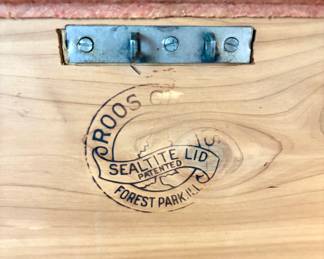 ROOS
SEALTITE LID
PATENTED
FOREST PARK. ILL